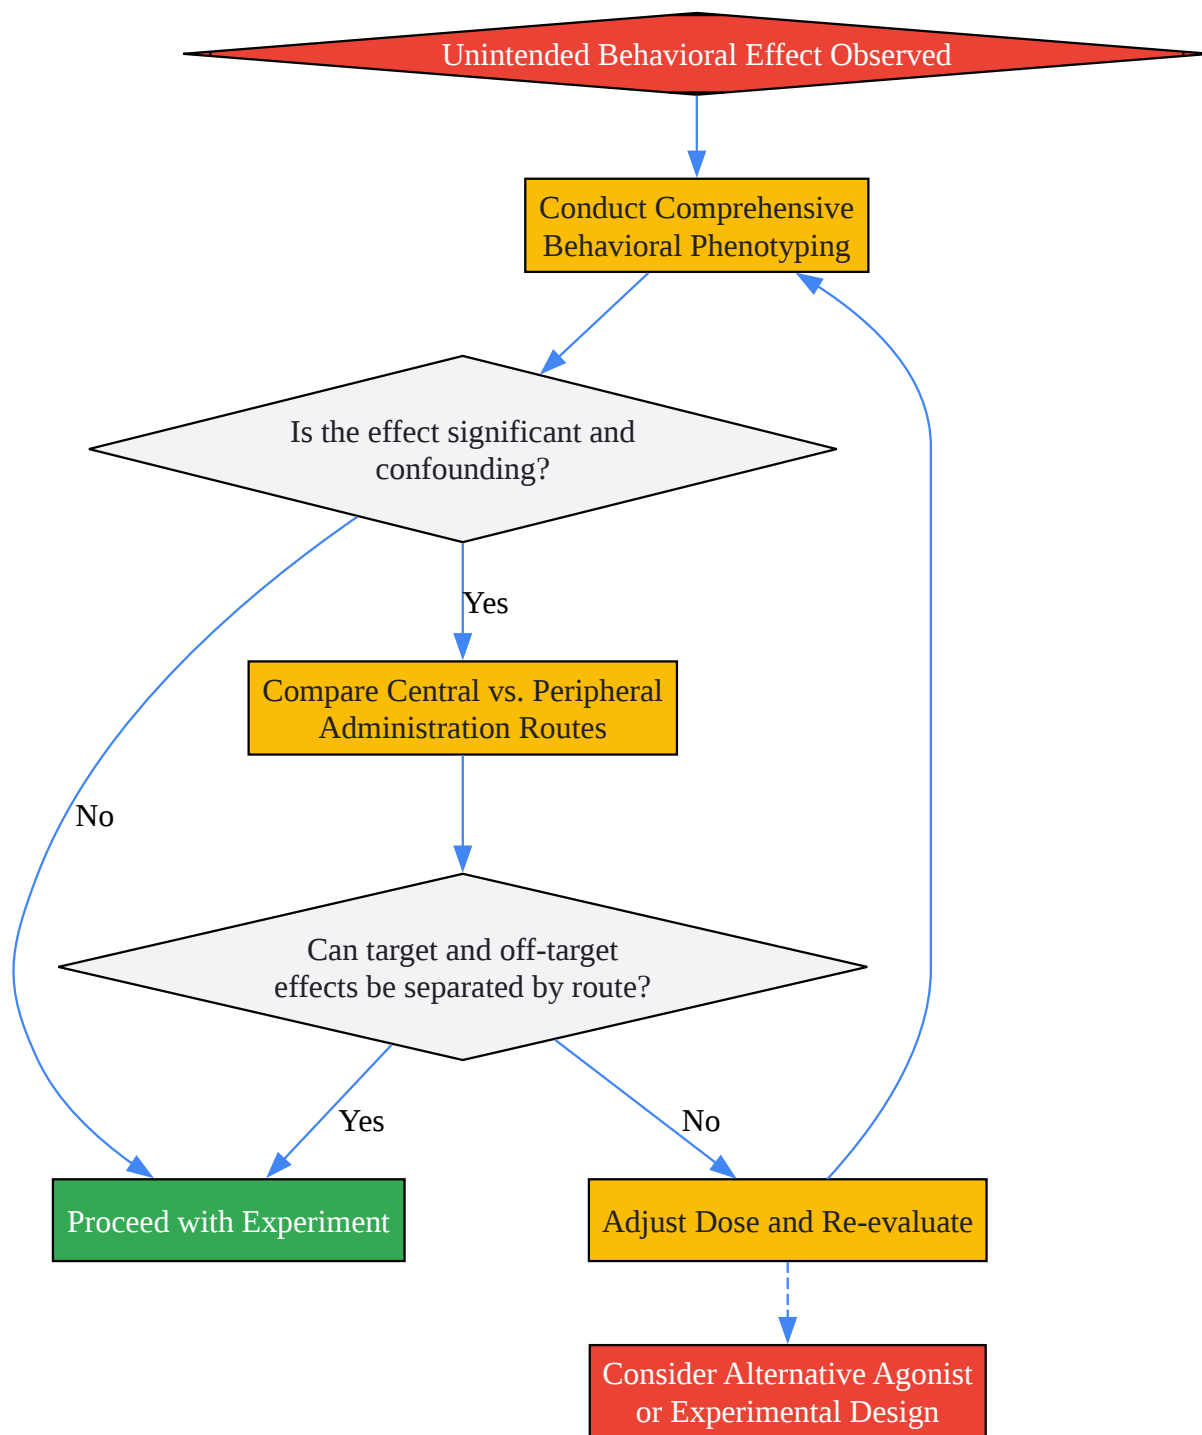 Unintended Behavioral Effect Observed
Conduct Comprehensive
Behavioral Phenotyping
Is the effect significant and
confounding?
Yes
Compare Central vs. Peripheral
Administration Routes
No
Can target and off-target
effects be separated by route?
Yes
No
Proceed with Experiment
Adjust Dose and Re-evaluate
Consider Alternative Agonist
or Experimental Design